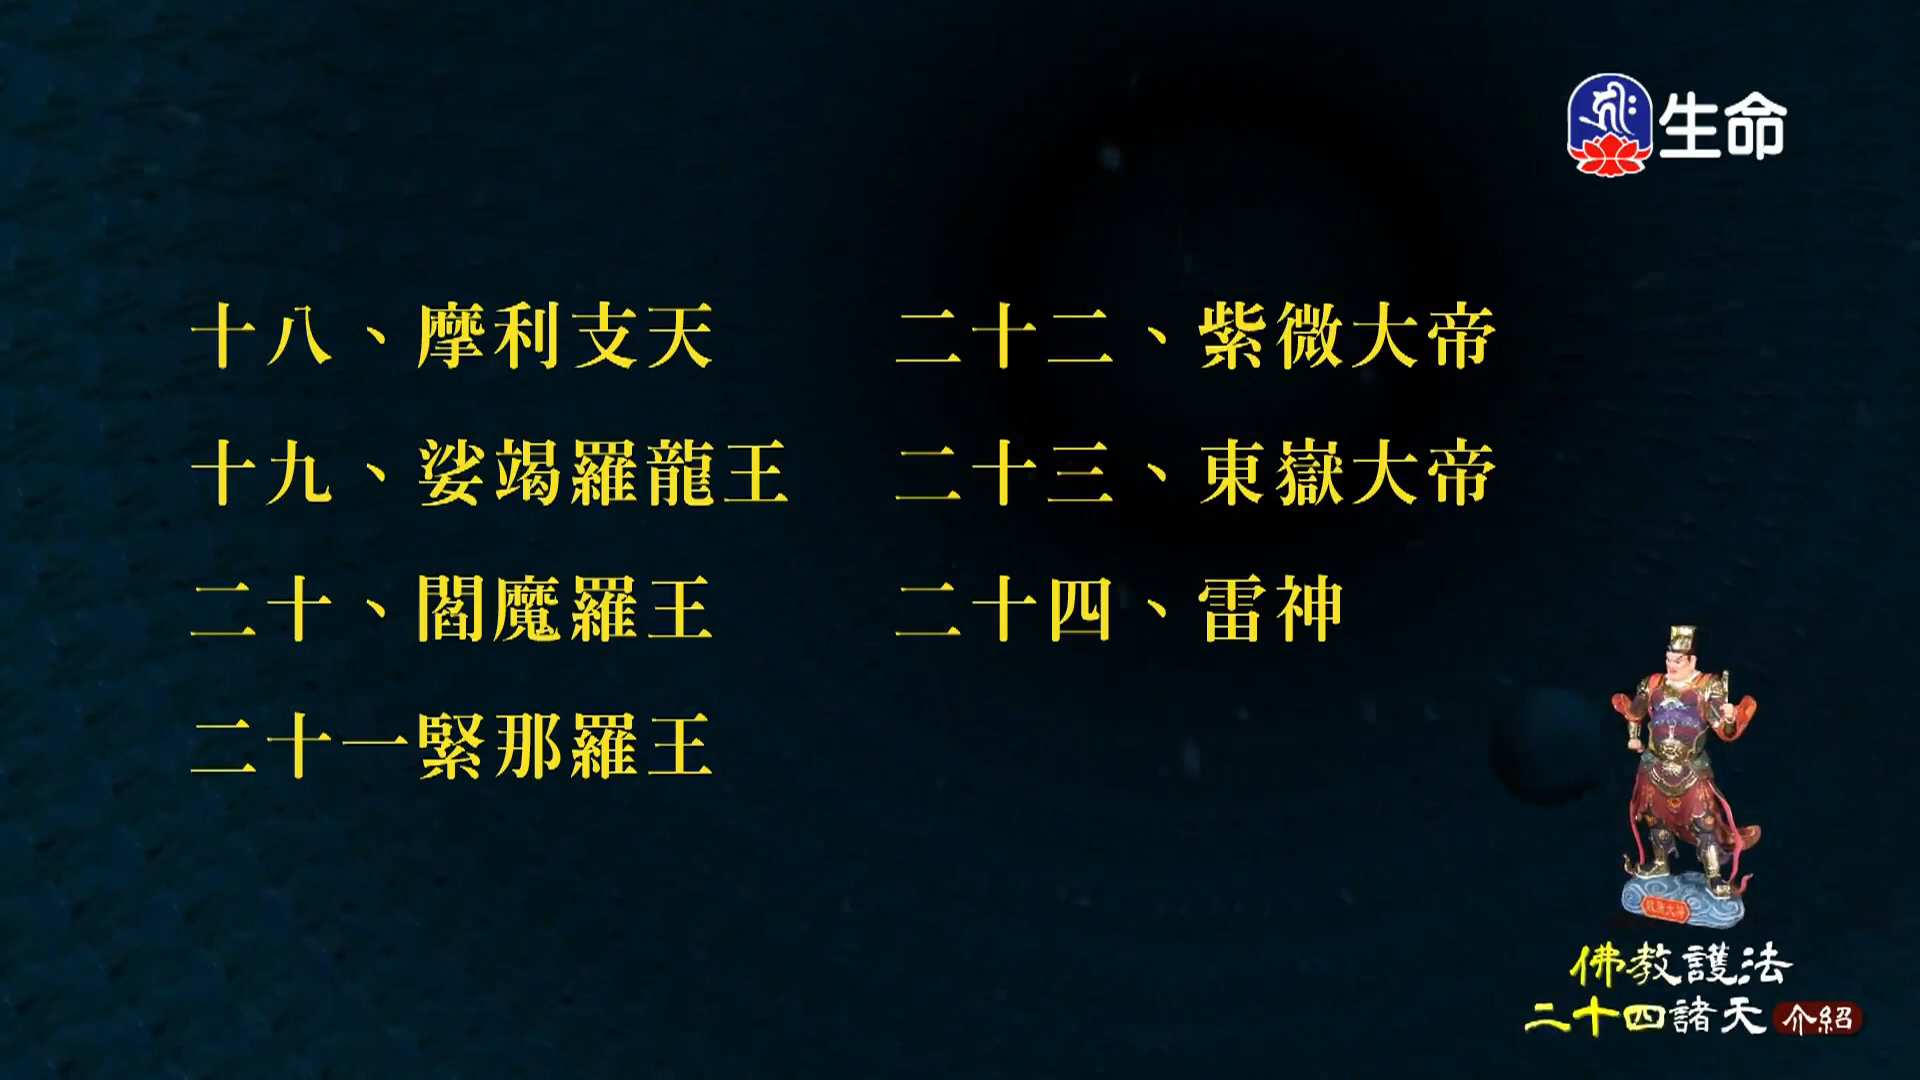 生命
十八、摩利支天
十九、娑竭羅龍王
二十、閻魔羅王
二十一緊那羅王
二十二、紫微大帝
二十三、東嶽大帝
二十四、雷神
佛教護法
二十四諸天 介紹